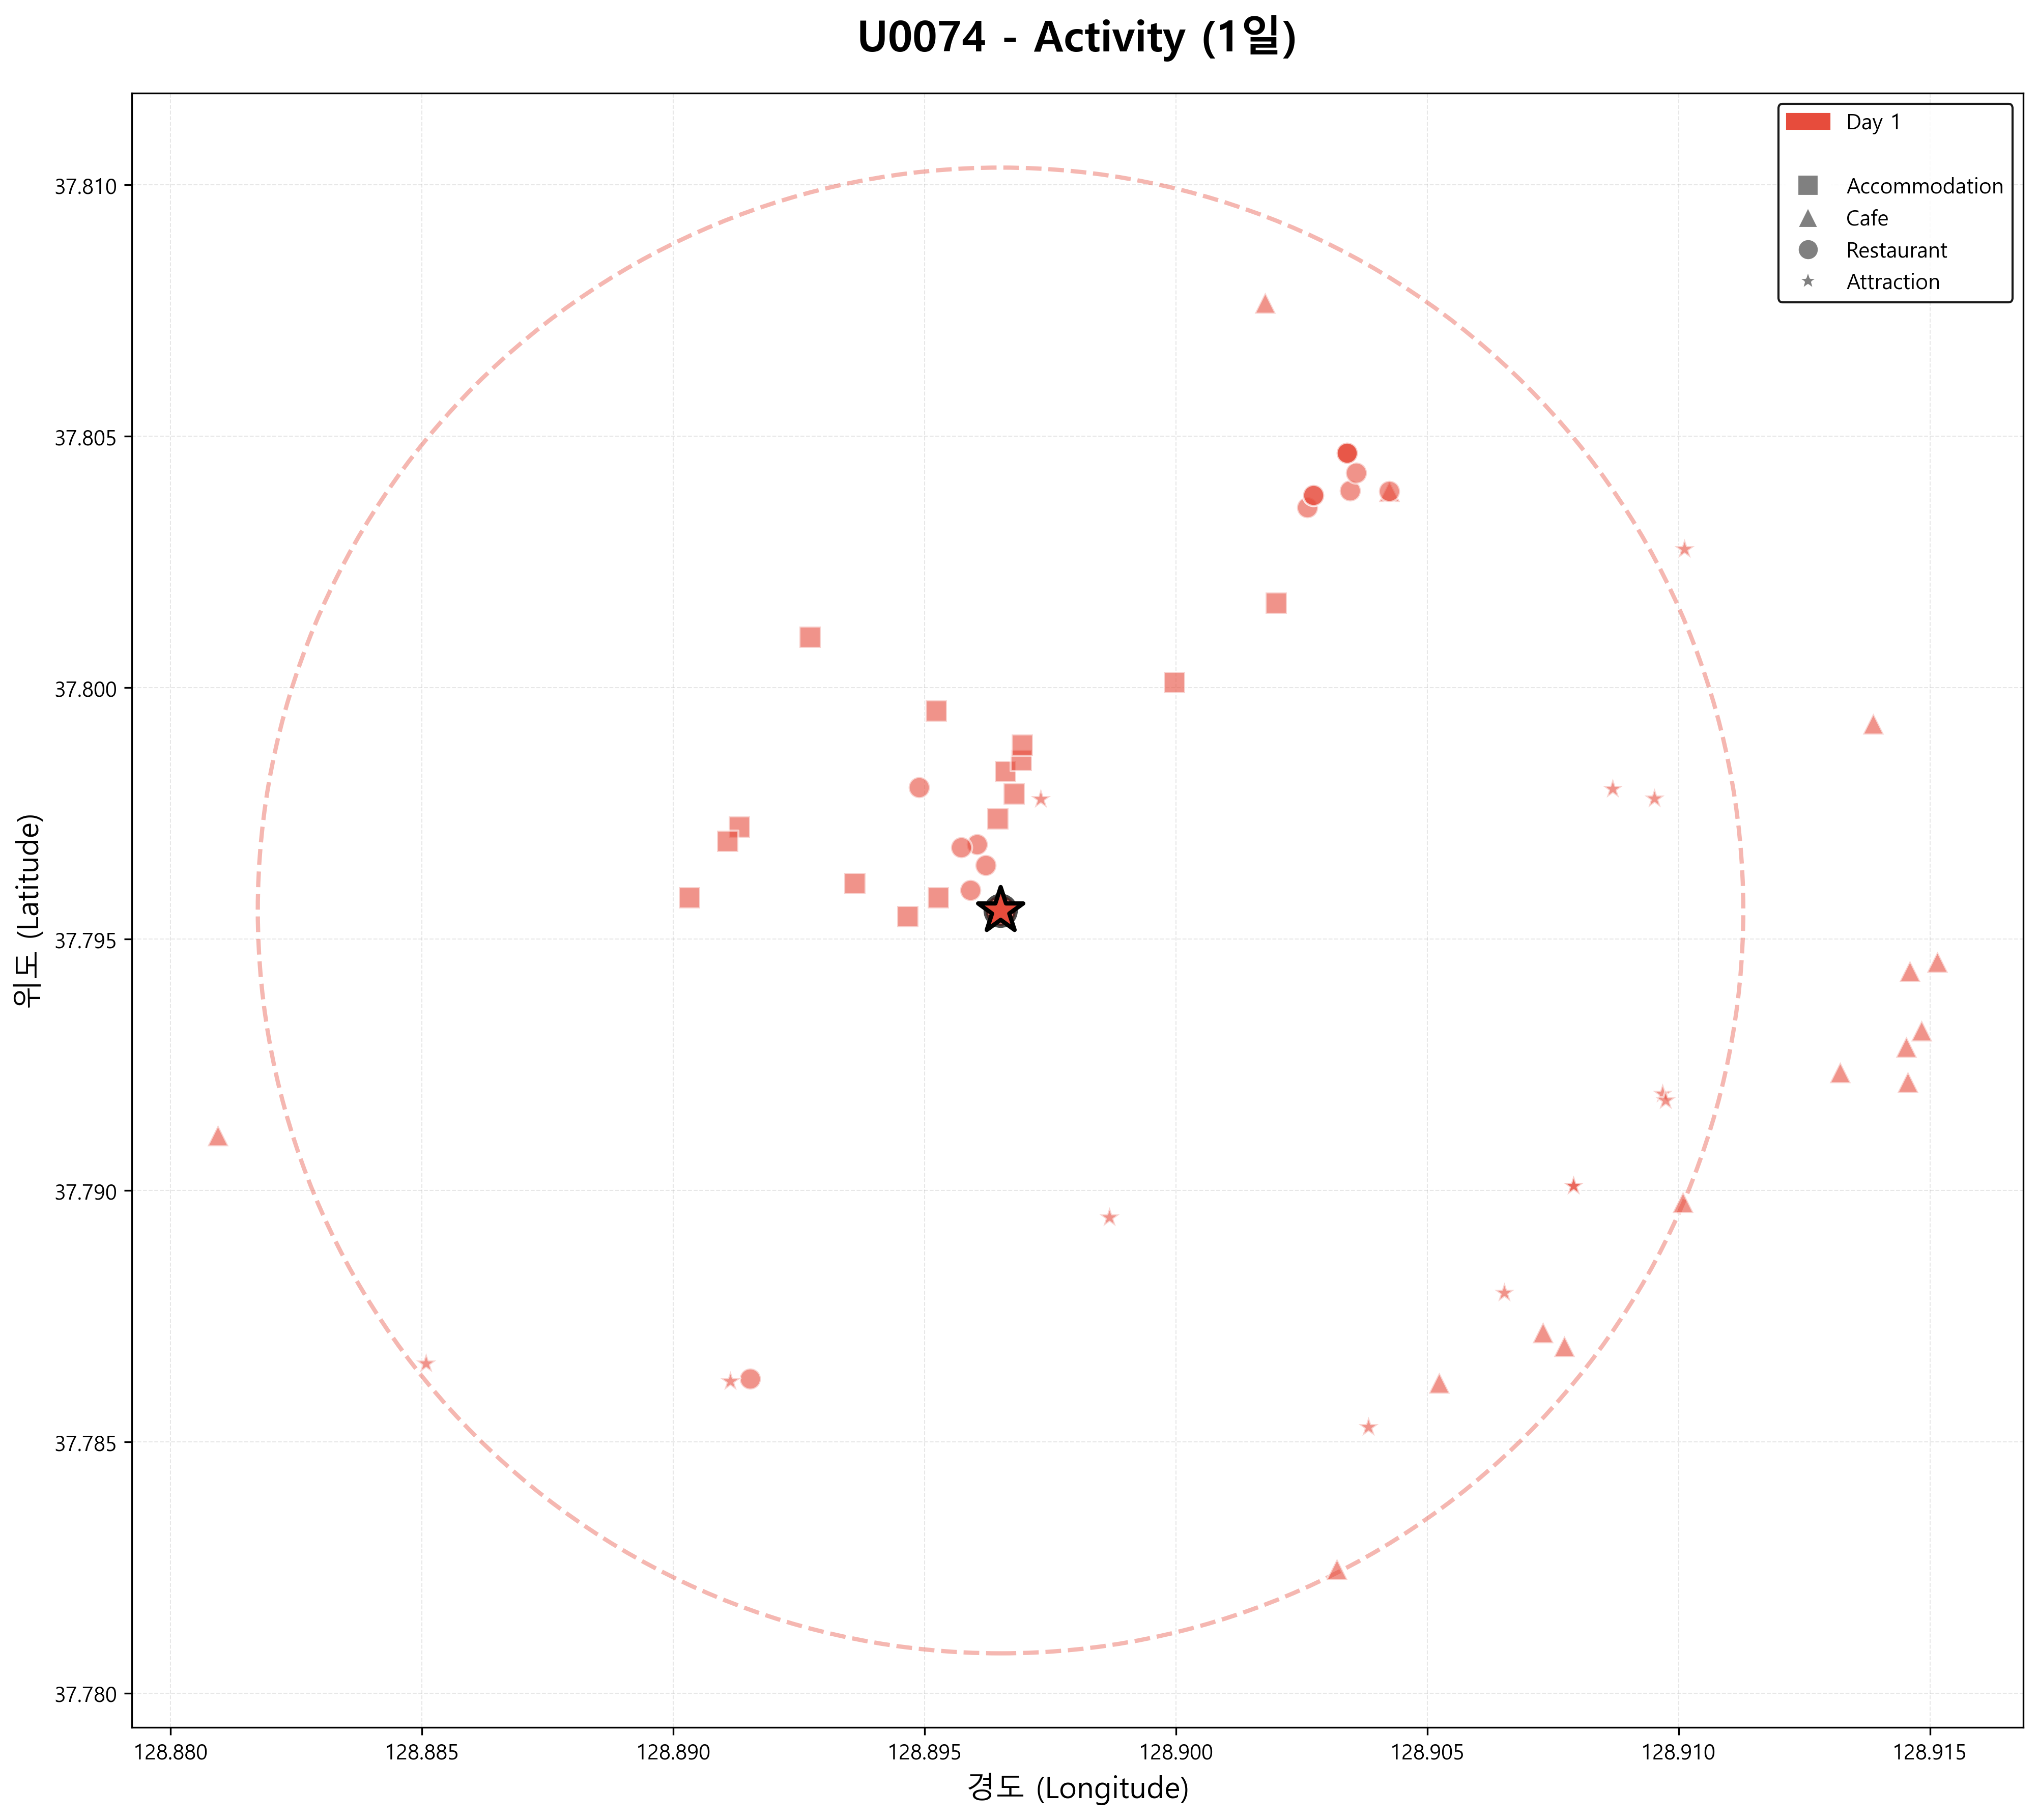 U0074 - Activity (1일)
Day 1
Accommodation
Cafe
Restaurant
Attraction
위도 (Latitude)
37.810
37.805
37.800
37.795
37.790
37.785
37.780
128.880 128.885 128.890 128.895 128.900 128.905 128.910 128.915
경도 (Longitude)